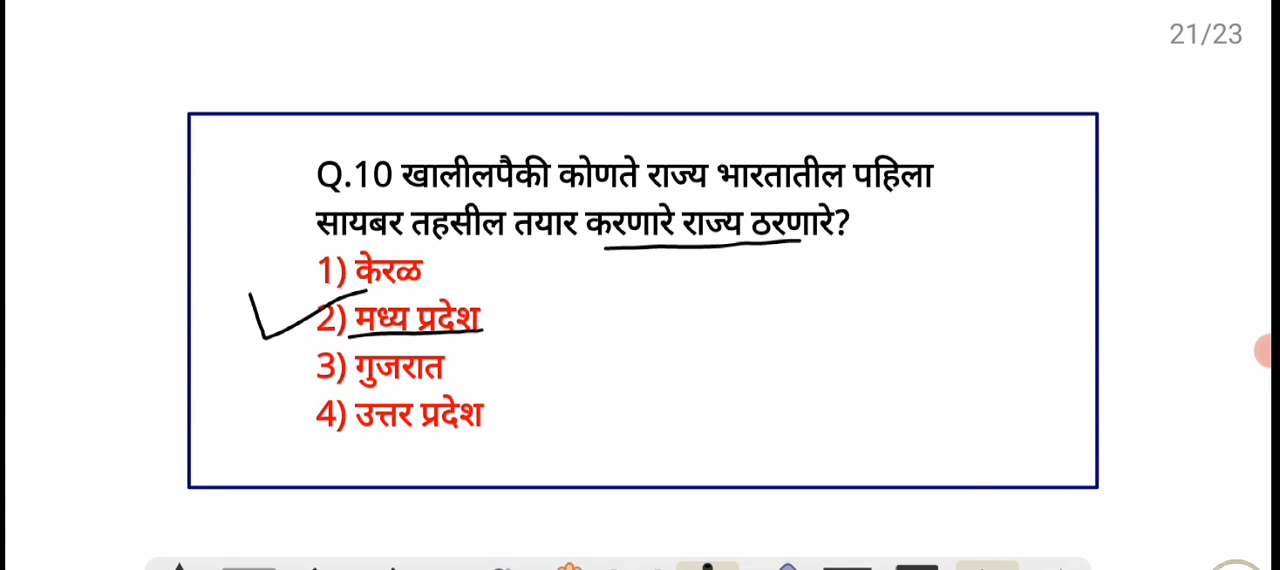 21/23
Q.10 खालीलपैकी कोणते राज्य भारतातील पहिला
सायबर तहसील तयार करणारे राज्य ठरणारे?
1) केरळ
2) मध्य प्रदेश
3) गुजरात
4) उत्तर प्रदेश